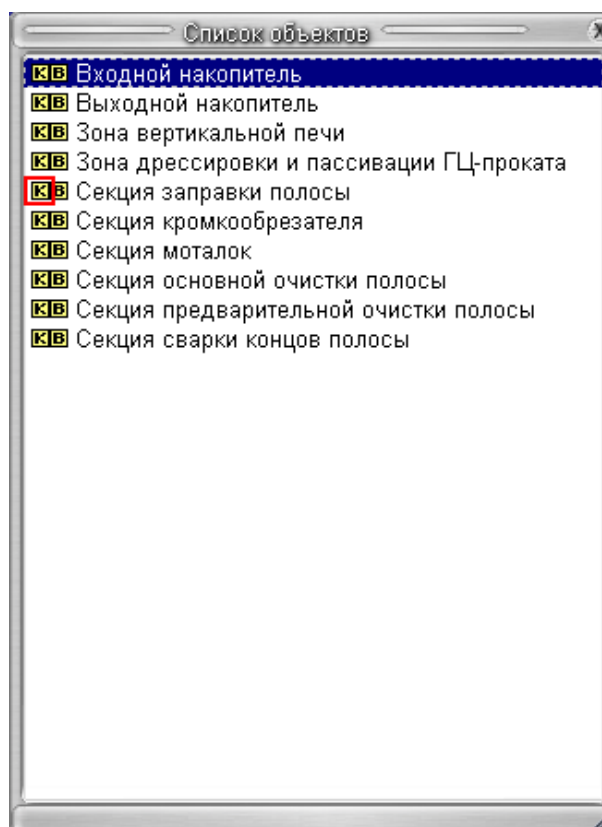 Список объектов
КВ Входной накопитель
КВ Выходной накопитель
КВ Зона вертикальной печи
КВ Зона дрессировки и пассивации ГЦ-проката
КВ Секция заправки полосы
КВ Секция кромкообрезателя
КВ Секция моталок
КВ Секция основной очистки полосы
КВ Секция предварительной очистки полосы
КВ Секция сварки концов полосы